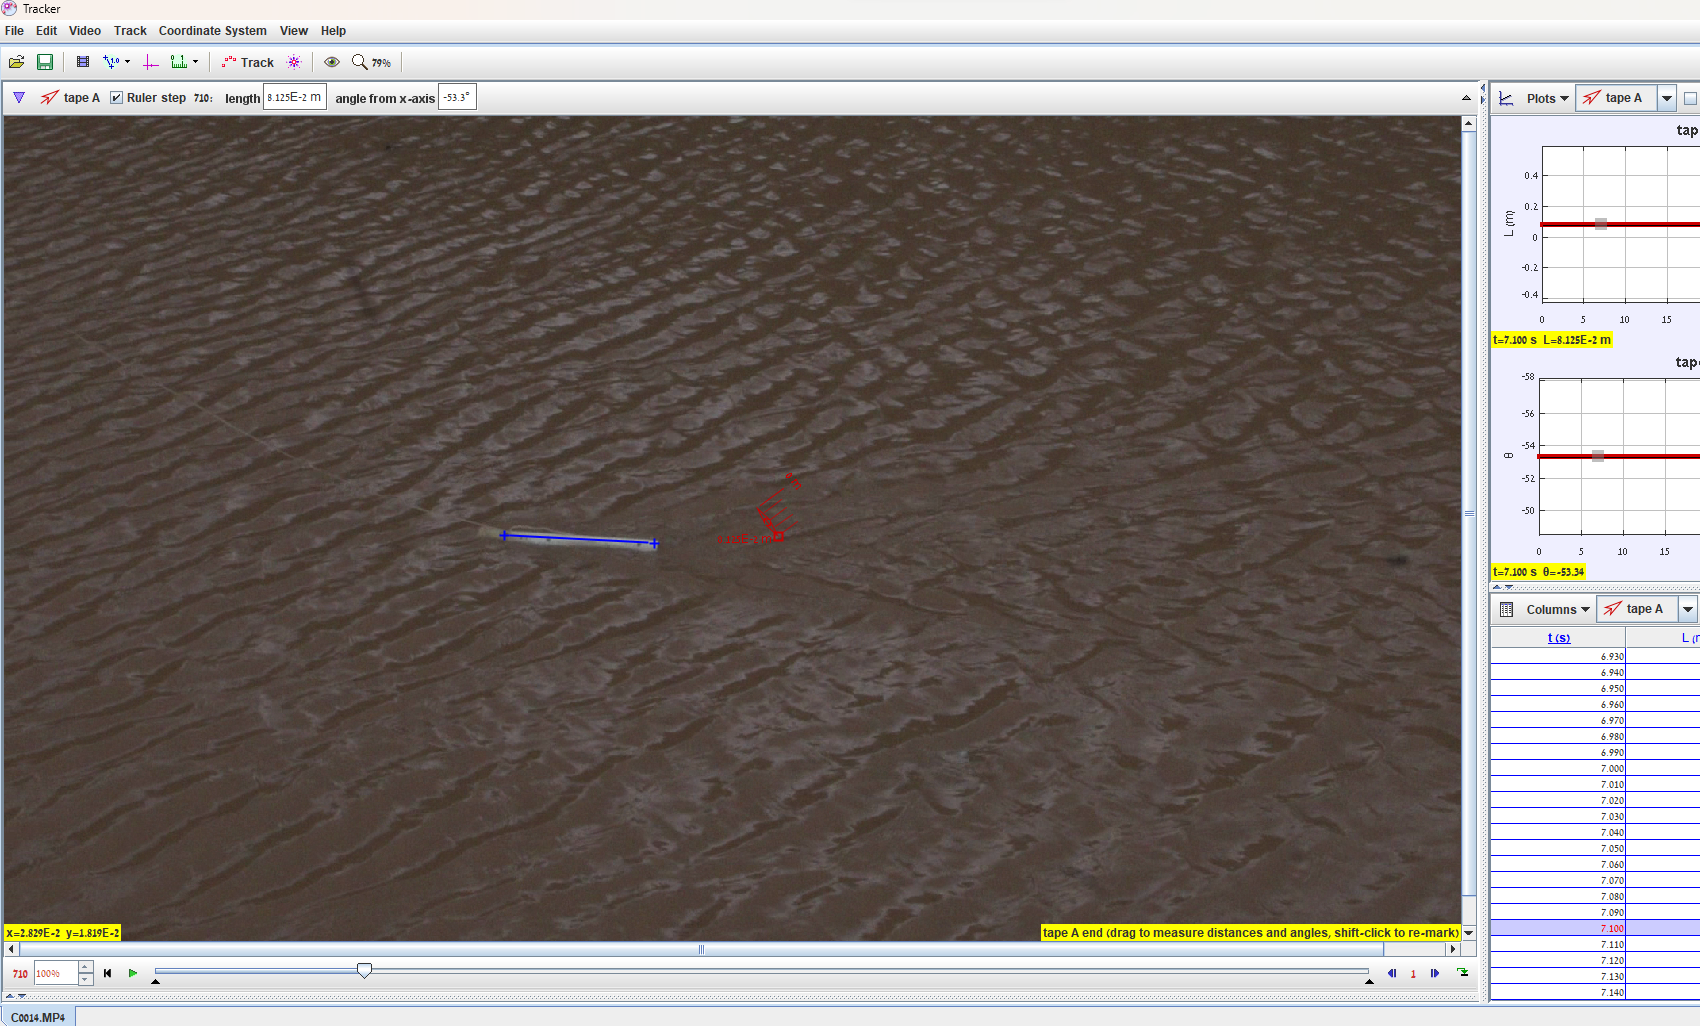 Tracker
File Edit Video Track Coordinate System View Help
Track 79%
tape A Ruler step 710: length 8.125E-2 m angle from x-axis -53.3°
Plots tape A
tap
0.4
0.2
0
-0.2
-0.4
L (m)
0 5 10 15
t=7.100 s L=8.125E-2 m
tap
-58
-56
-54
-52
-50
θ
0 5 10 15
t=7.100 s θ=-53.34
Columns tape A
t (s) L
6.930
6.940
6.950
6.960
6.970
6.980
6.990
7.000
7.010
7.020
7.030
7.040
7.050
7.060
7.070
7.080
7.090
7.100
7.110
7.120
7.130
7.140
x=2.829E-2 y=1.819E-2
tape A end (drag to measure distances and angles, shift-click to re-mark)
710 100% 1
C0014.MP4